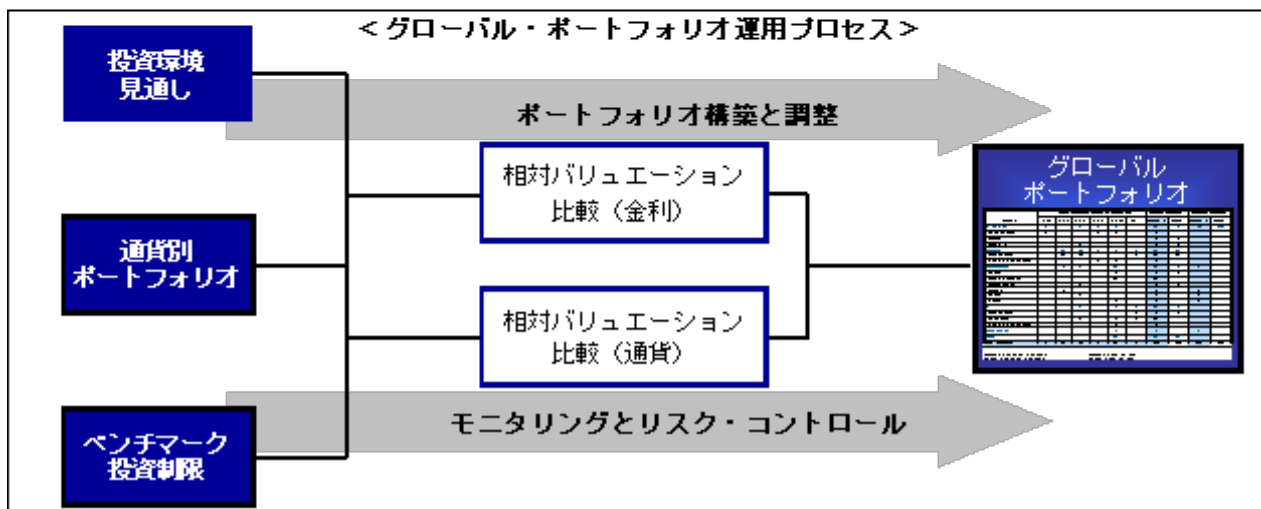 ＜グローバル・ポートフォリオ運用プロセス＞
投資環境
見通し
ポートフォリオ構築と調整
相対バリュエーション
比較（金利）
グローバル
ポートフォリオ
通貨別
ポートフォリオ
相対バリュエーション
比較（通貨）
モニタリングとリスク・コントロール
ベンチマーク
投資制限